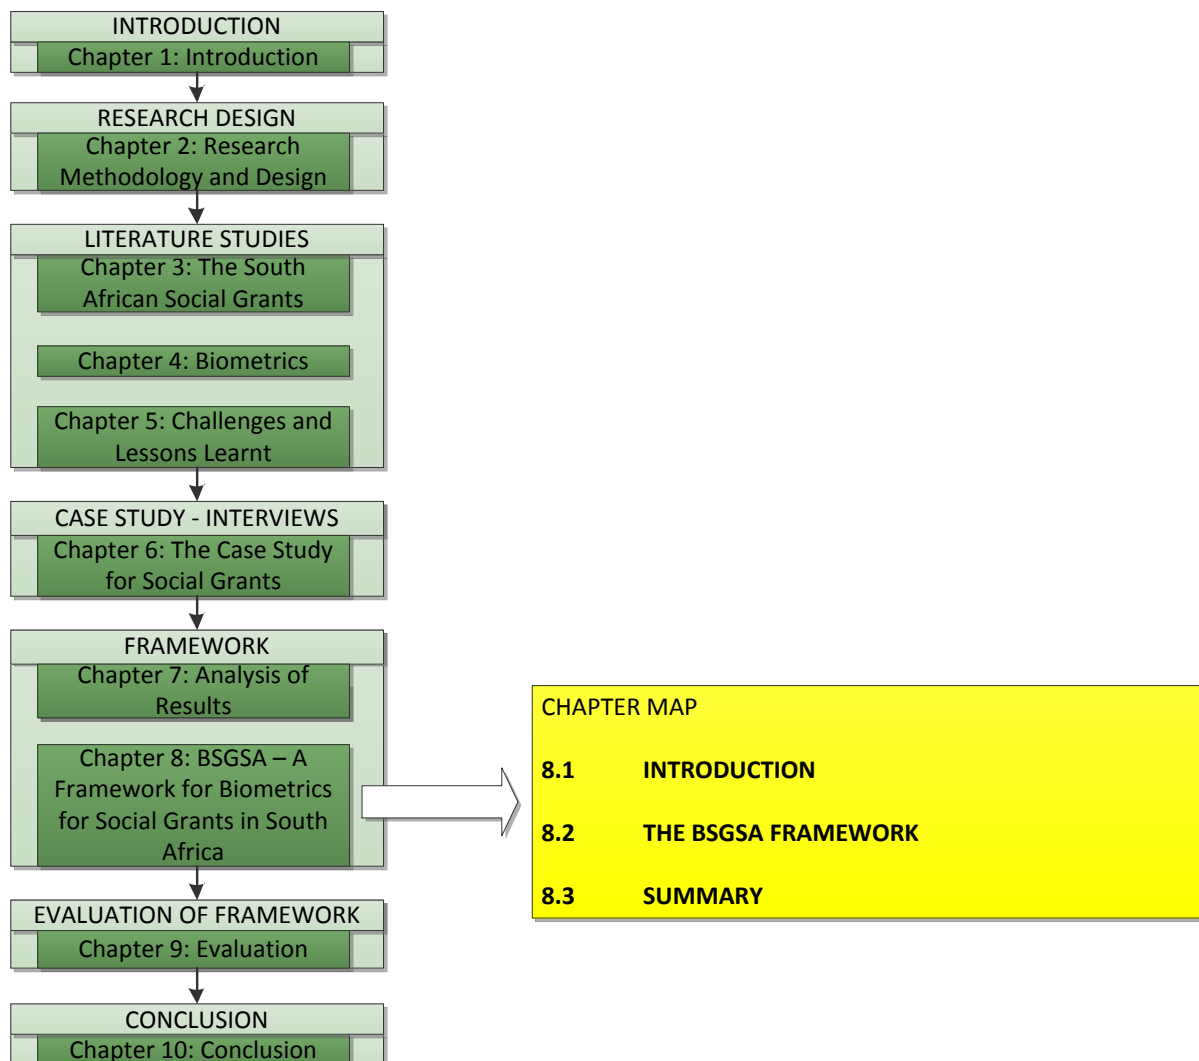 INTRODUCTION
Chapter 1: Introduction
RESEARCH DESIGN
Chapter 2: Research
Methodology and Design
LITERATURE STUDIES
Chapter 3: The South
African Social Grants
Chapter 4: Biometrics
Chapter 5: Challenges and
Lessons Learnt
CASE STUDY - INTERVIEWS
Chapter 6: The Case Study
for Social Grants
FRAMEWORK
Chapter 7: Analysis of
Results
Chapter 8: BSGSA – A
Framework for Biometrics
for Social Grants in South
Africa
CHAPTER MAP
8.1 INTRODUCTION
8.2 THE BSGSA FRAMEWORK
8.3 SUMMARY
EVALUATION OF FRAMEWORK
Chapter 9: Evaluation
CONCLUSION
Chapter 10: Conclusion